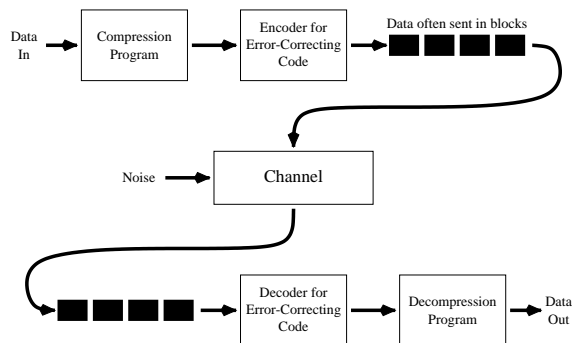 Data
In
Compression
Program
Encoder for
Error-Correcting
Code
Data often sent in blocks
Noise
Channel
Decoder for
Error-Correcting
Code
Decompression
Program
Data
Out